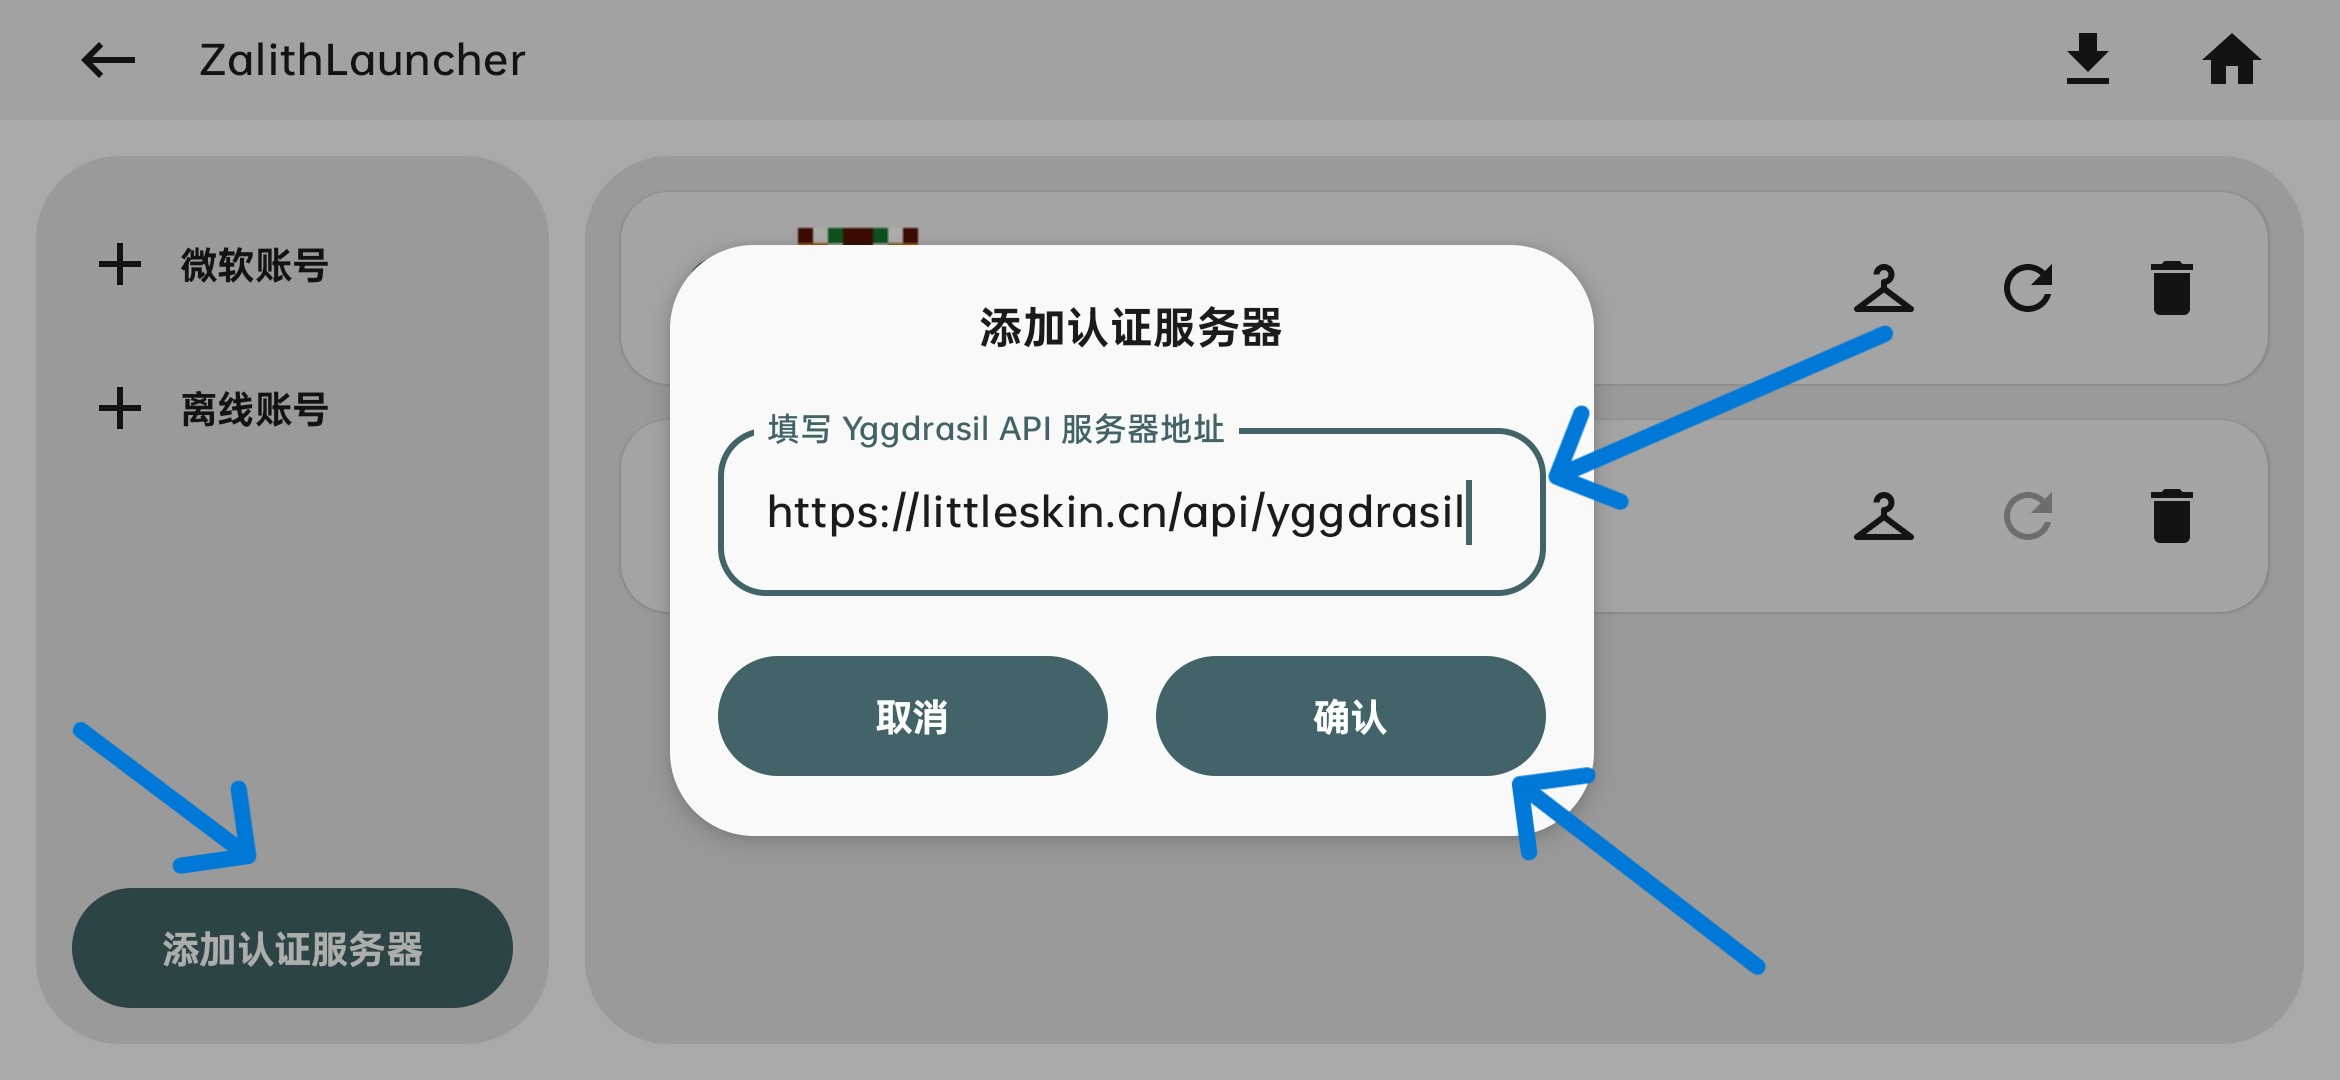 ZalithLauncher
微软账号
离线账号
添加认证服务器
添加认证服务器
填写 Yggdrasil API 服务器地址
https://littleskin.cn/api/yggdrasil
取消
确认